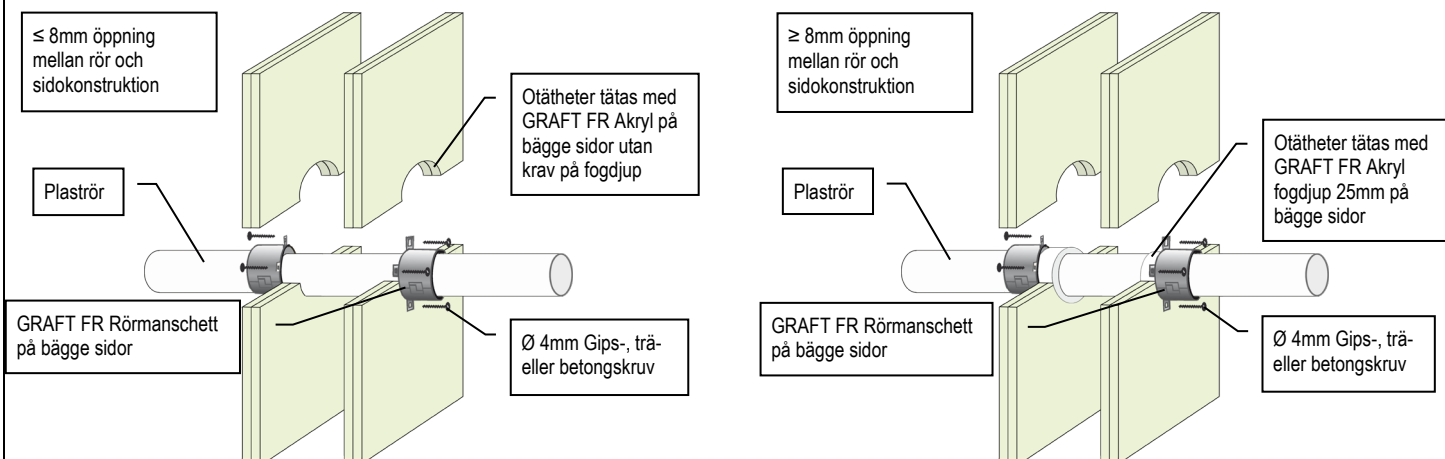 ≤ 8mm öppning
mellan rör och
sidokonstruktion
Otätheter tätas med
GRAFT FR Akryl på
bägge sidor utan
krav på fogdjup
Plaströr
GRAFT FR Rörmanschett
på bägge sidor
Ø 4mm Gips-, trä-
eller betongskruv
≥ 8mm öppning
mellan rör och
sidokonstruktion
Otätheter tätas med
GRAFT FR Akryl
fogdjup 25mm på
bägge sidor
Plaströr
GRAFT FR Rörmanschett
på bägge sidor
Ø 4mm Gips-, trä-
eller betongskruv